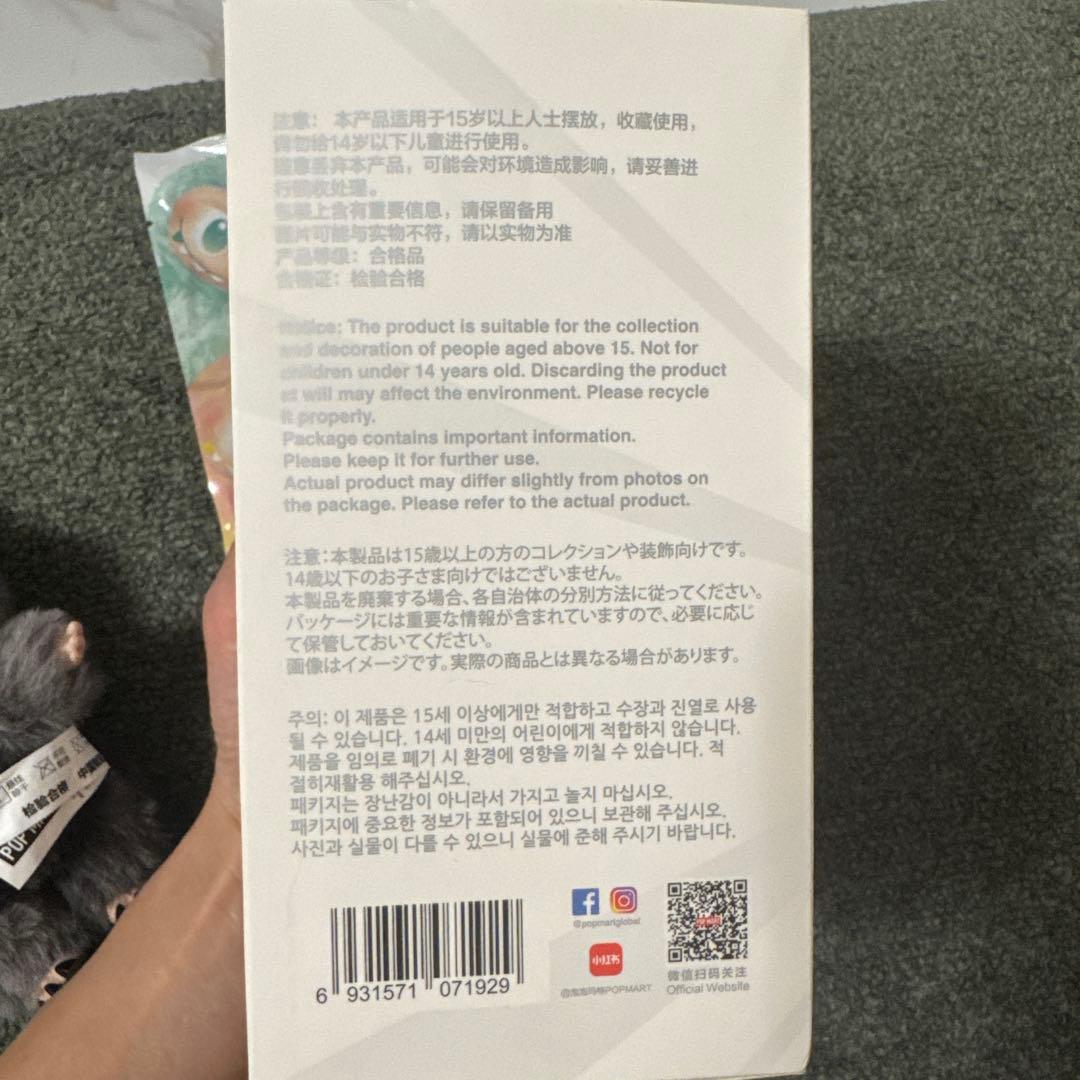 注意： 本产品适用于15岁以上人士摆放，收藏使用，
请勿给14岁以下儿童进行使用。
随意丢弃本产品，可能会对环境造成影响，请妥善进
行回收处理。
包装上含有重要信息，请保留备用
图片可能与实物不符，请以实物为准
产品等级：合格品
合格证：检验合格
Notice: The product is suitable for the collection
and decoration of people aged above 15. Not for
children under 14 years old. Discarding the product
at will may affect the environment. Please recycle
it properly.
Package contains important information.
Please keep it for further use.
Actual product may differ slightly from photos on
the package. Please refer to the actual product.
注意：本製品は15歳以上の方のコレクションや装飾向けです。
14歳以下のお子さま向けではございません。
本製品を廃棄する場合、各自治体の分別方法に従ってください。
パッケージには重要な情報が含まれていますので、必要に応じ
て保管しておいてください。
画像はイメージです。実際の商品とは異なる場合があります。
주의: 이 제품은 15세 이상에게만 적합하고 수장과 진열로 사용
될 수 있습니다. 14세 미만의 어린이에게 적합하지 않습니다.
제품을 임의로 폐기 시 환경에 영향을 끼칠 수 있습니다. 적
절히재활용 해주십시오.
패키지는 장난감이 아니라서 가지고 놀지 마십시오.
패키지에 중요한 정보가 포함되어 있으니 보관해 주십시오.
사진과 실물이 다를 수 있으니 실물에 준해 주시기 바랍니다.
@popmartglobal
小红书
@泡泡玛特POPMART
POP MART
微信扫码关注
Official Website
6 931571 071929
检验合格